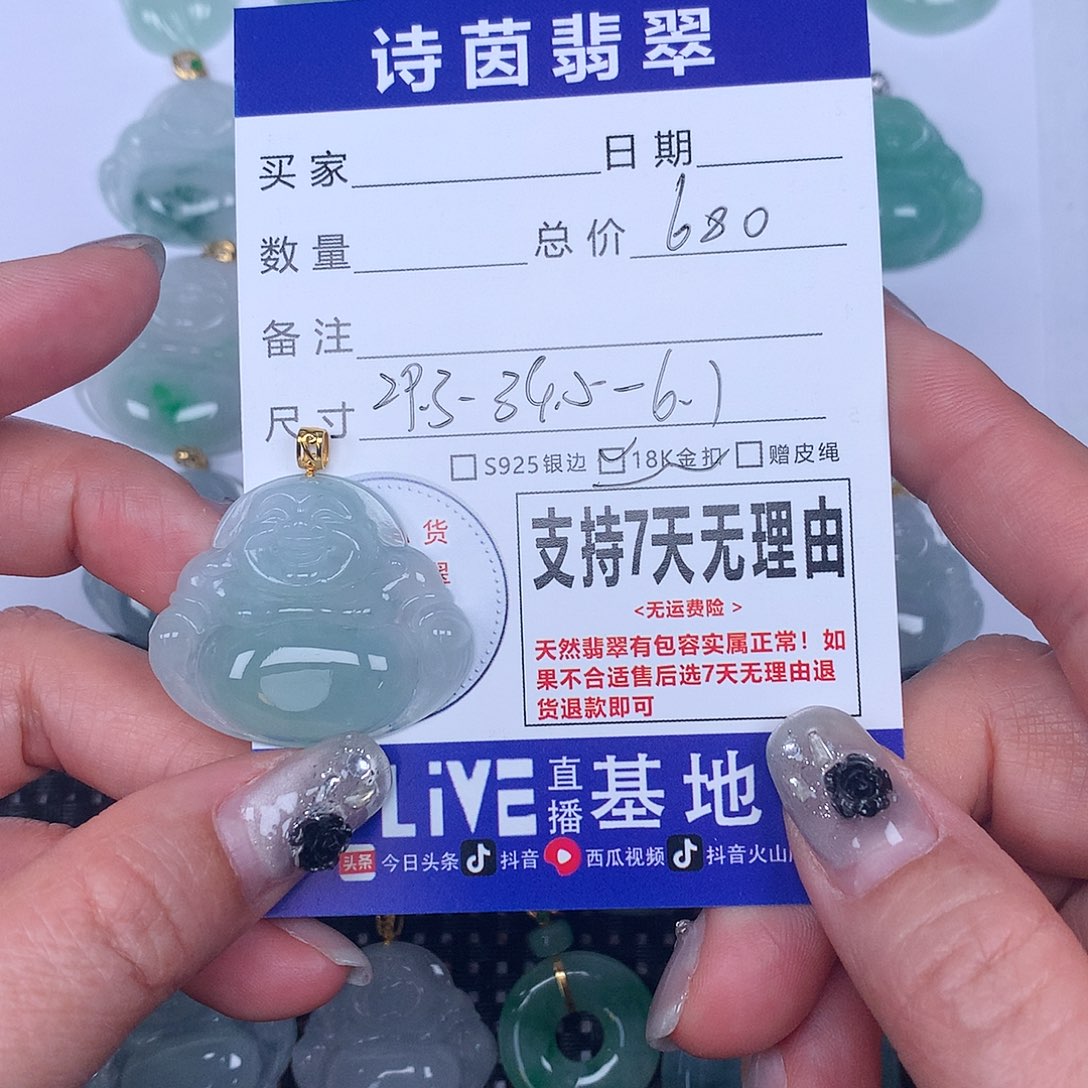 诗茵翡翠
买家 日期
数量 总价 680
备注
尺寸 29.5-34.5-6.1
S925银边 18K金扣 赠皮绳
货
支持7天无理由
<无运费险>
天然翡翠有包容实属正常!如
果不合适售后选7天无理由退
货退款即可
LiVE 直播 基地
头条 今日头条 抖音 西瓜视频 抖音火山